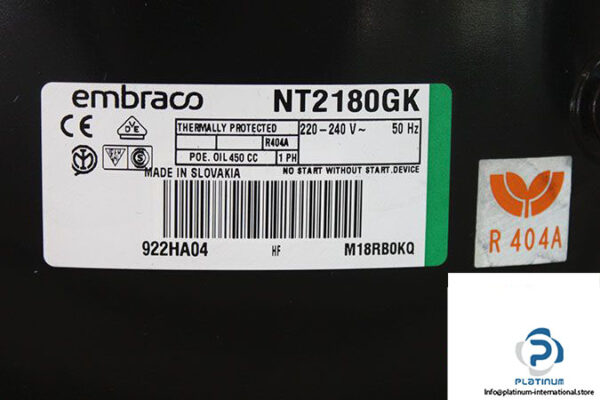 embraco NT2180GK
CE
VDE
THERMALLY PROTECTED 220-240 V~ 50 Hz
R404A
POE. OIL 450 CC 1 PH
MADE IN SLOVAKIA NO START WITHOUT START.DEVICE
922HA04 HF M18RB0KQ
R 404A
PLATINUM
Info@platinum-international.store